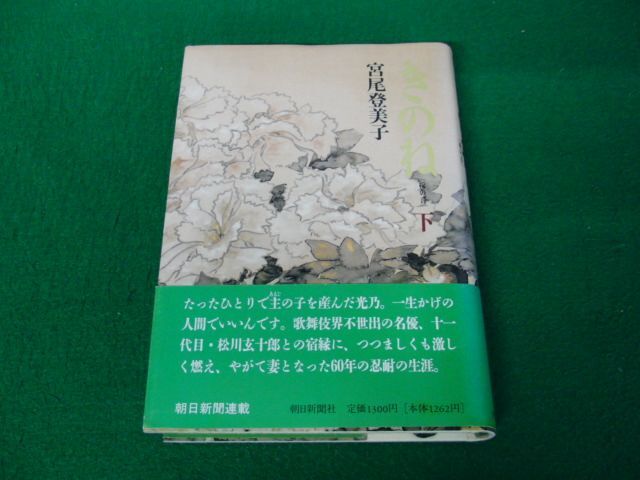 きのね
宮尾登美子
下
たったひとりで主の子を産んだ光乃。一生かげの
人間でいいんです。歌舞伎界不世出の名優、十一
代目・松川玄十郎との宿縁に、つつましくも激し
く燃え、やがて妻となった60年の忍耐の生涯。
朝日新聞連載
朝日新聞社 定価1300円 [本体1262円]